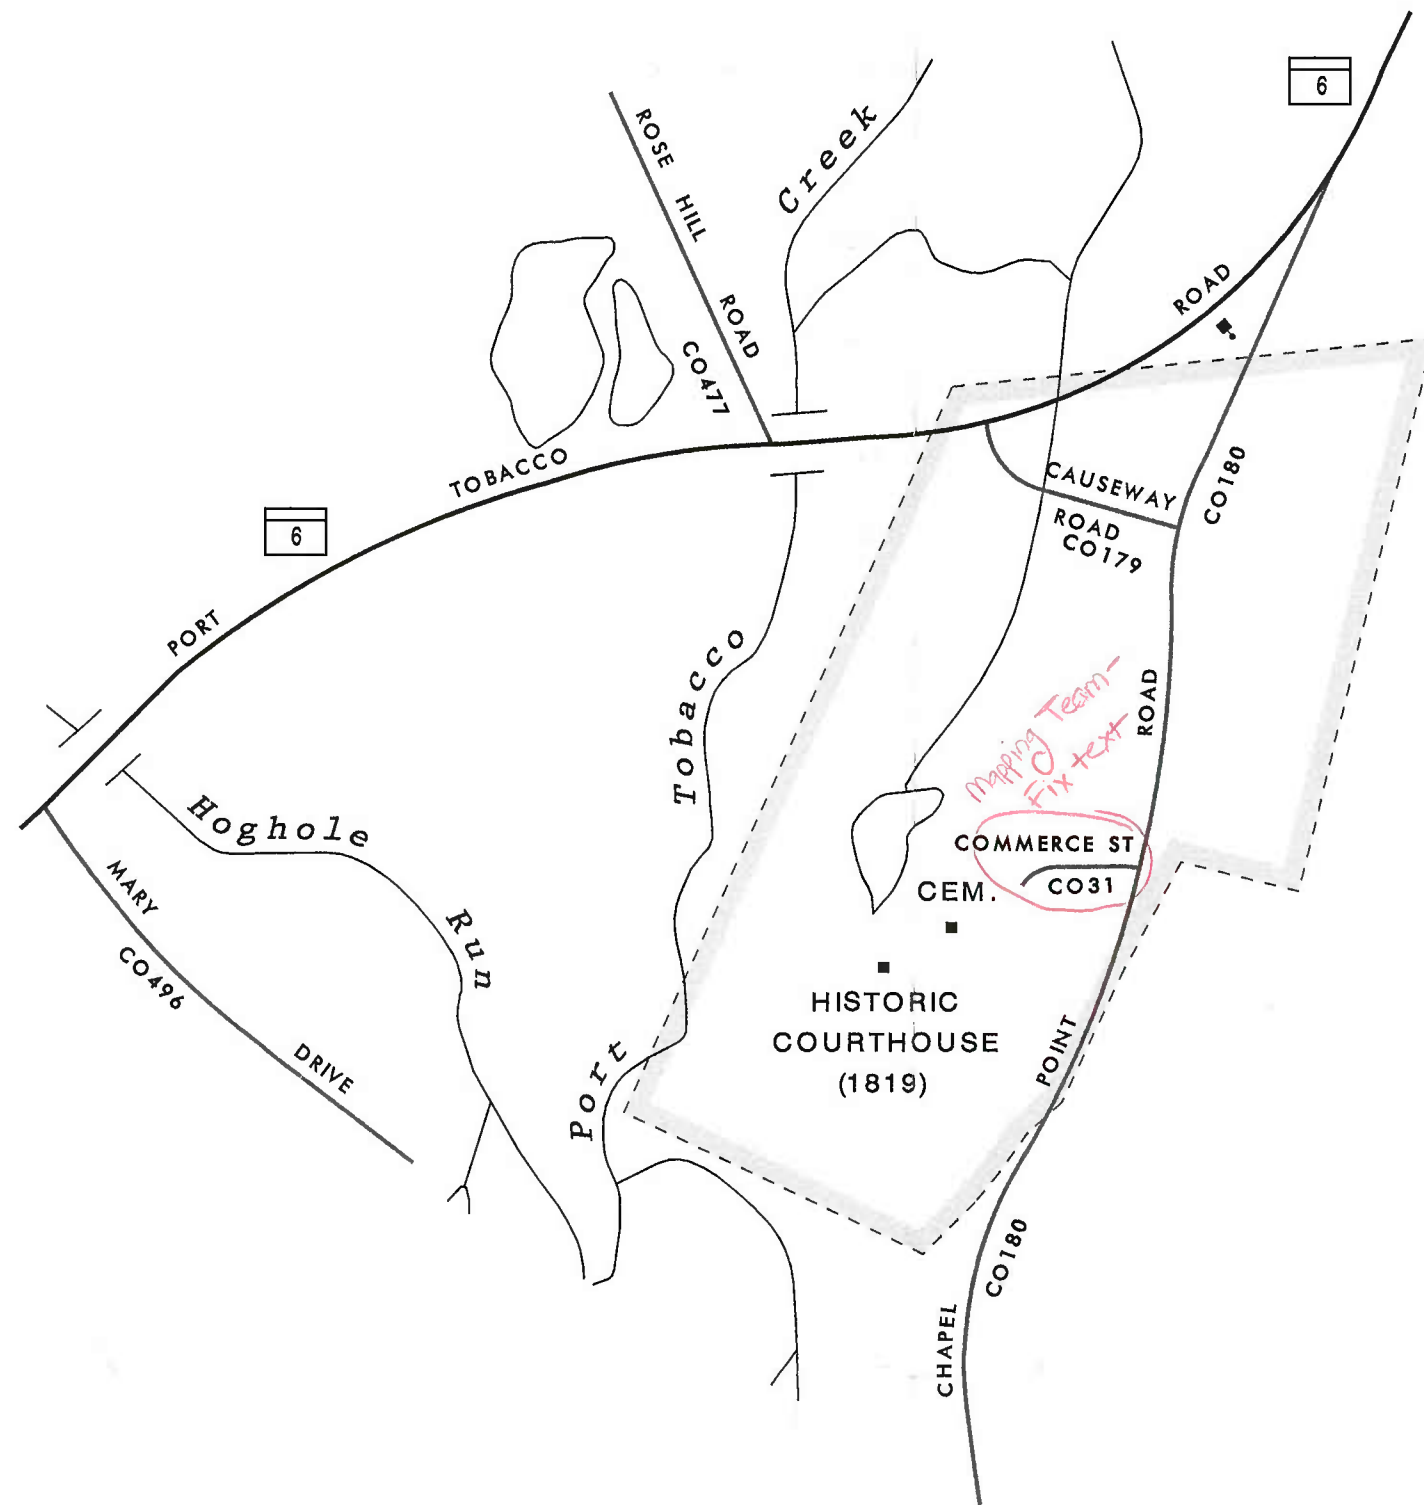 6
ROSE HILL ROAD
CO477
Creek
ROAD
TOBACCO
6
PORT
CAUSEWAY
ROAD
CO179
CO180
Tobacco
ROAD
Mapping Team-
Fix text
COMMERCE ST
CO31
CEM.
Hoghole
Run
MARY
CO496
DRIVE
HISTORIC
COURTHOUSE
(1819)
POINT
Port
CO180
CHAPEL